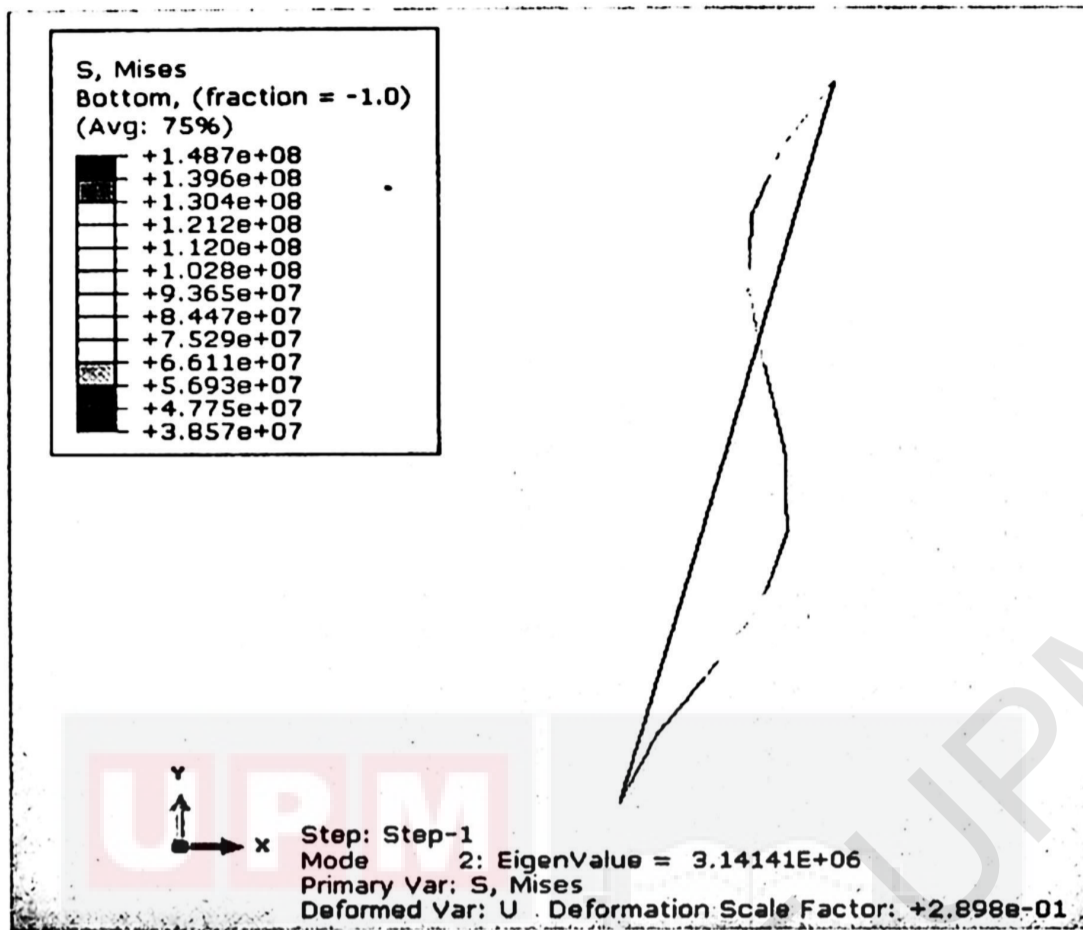 S, Mises
Bottom, (fraction = -1.0)
(Avg: 75%)
+1.487e+08
+1.396e+08
+1.304e+08
+1.212e+08
+1.120e+08
+1.028e+08
+9.365e+07
+8.447e+07
+7.529e+07
+6.611e+07
+5.693e+07
+4.775e+07
+3.857e+07
Y
X
Step: Step-1
Mode 2: EigenValue = 3.14141E+06
Primary Var: S, Mises
Deformed Var: U Deformation Scale Factor: +2.898e-01
UPM
UPM